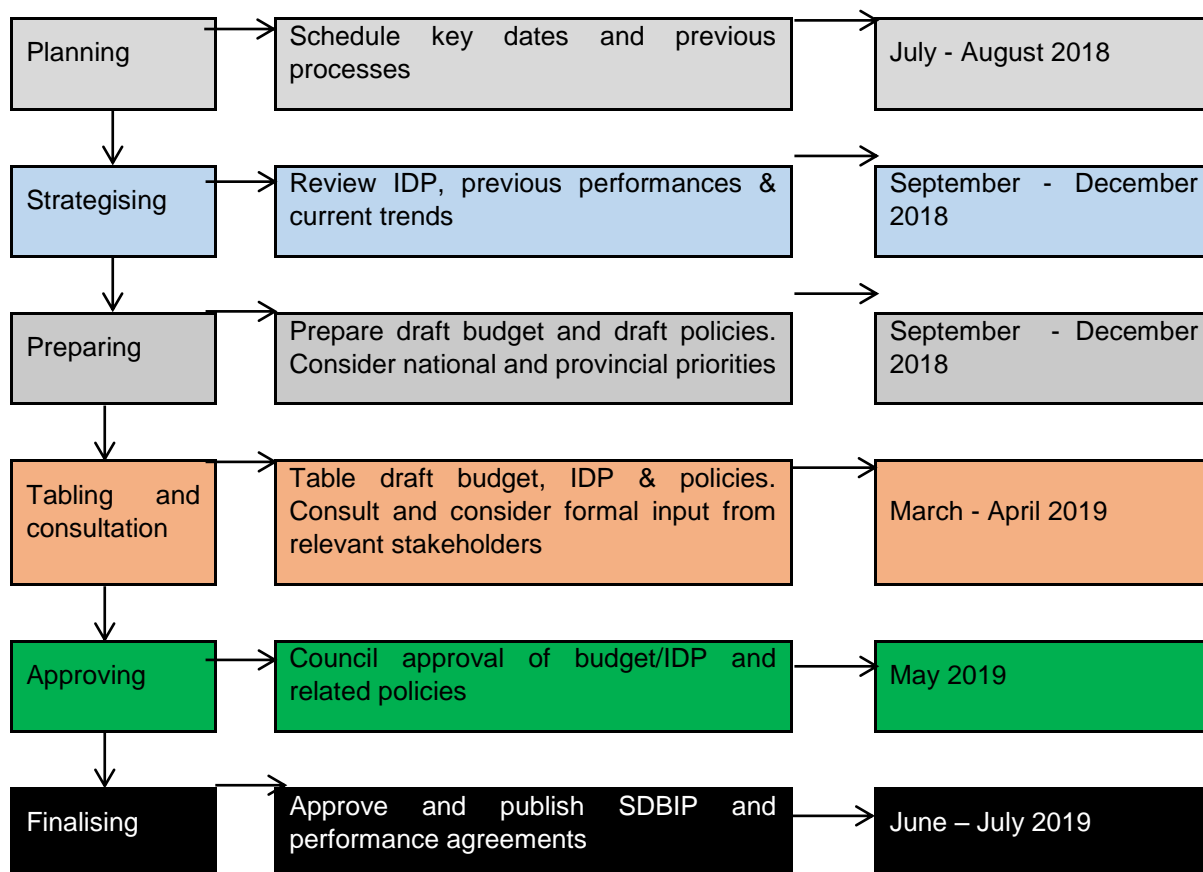 Planning
Schedule key dates and previous
processes
July - August 2018
Strategising
Review IDP, previous performances &
current trends
September - December
2018
Preparing
Prepare draft budget and draft policies.
Consider national and provincial priorities
September - December
2018
Tabling and
consultation
Table draft budget, IDP & policies.
Consult and consider formal input from
relevant stakeholders
March - April 2019
Approving
Council approval of budget/IDP and
related policies
May 2019
Finalising
Approve and publish SDBIP and
performance agreements
June – July 2019